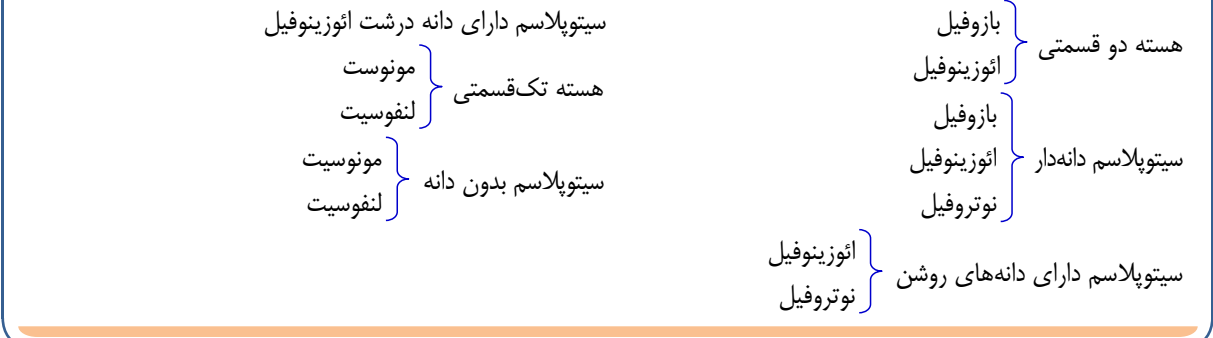 هسته دو قسمتی
بازوفیل
ائوزینوفیل
سیتوپلاسم دانه‌دار
بازوفیل
ائوزینوفیل
نوتروفیل
سیتوپلاسم دارای دانه‌های روشن
ائوزینوفیل
نوتروفیل
سیتوپلاسم دارای دانه درشت ائوزینوفیل
هسته تک‌قسمتی
مونوست
لنفوسیت
سیتوپلاسم بدون دانه
مونوسیت
لنفوسیت